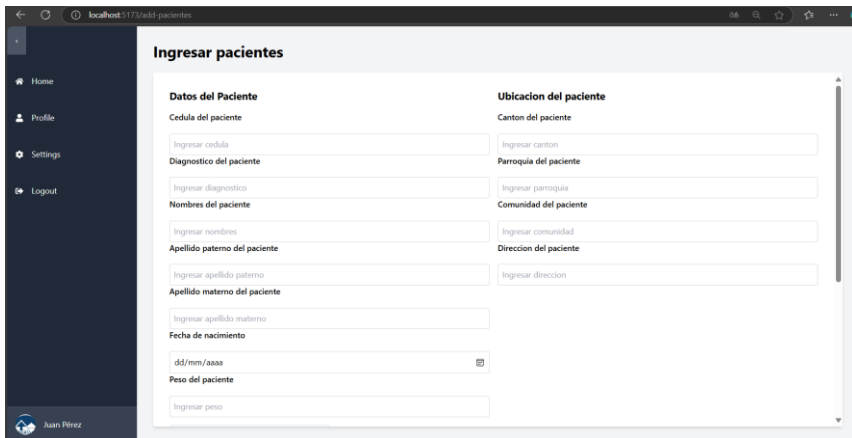 localhost:5173/add-pacientes
Home
Profile
Settings
Logout
Juan Pérez
Ingresar pacientes
Datos del Paciente
Cedula del paciente
Ingresar cedula
Diagnostico del paciente
Ingresar diagnostico
Nombres del paciente
Ingresar nombres
Apellido paterno del paciente
Ingresar apellido paterno
Apellido materno del paciente
Ingresar apellido materno
Fecha de nacimiento
dd/mm/aaaa
Peso del paciente
Ingresar peso
Ubicacion del paciente
Canton del paciente
Ingresar canton
Parroquia del paciente
Ingresar parroquia
Comunidad del paciente
Ingresar comunidad
Direccion del paciente
Ingresar direccion